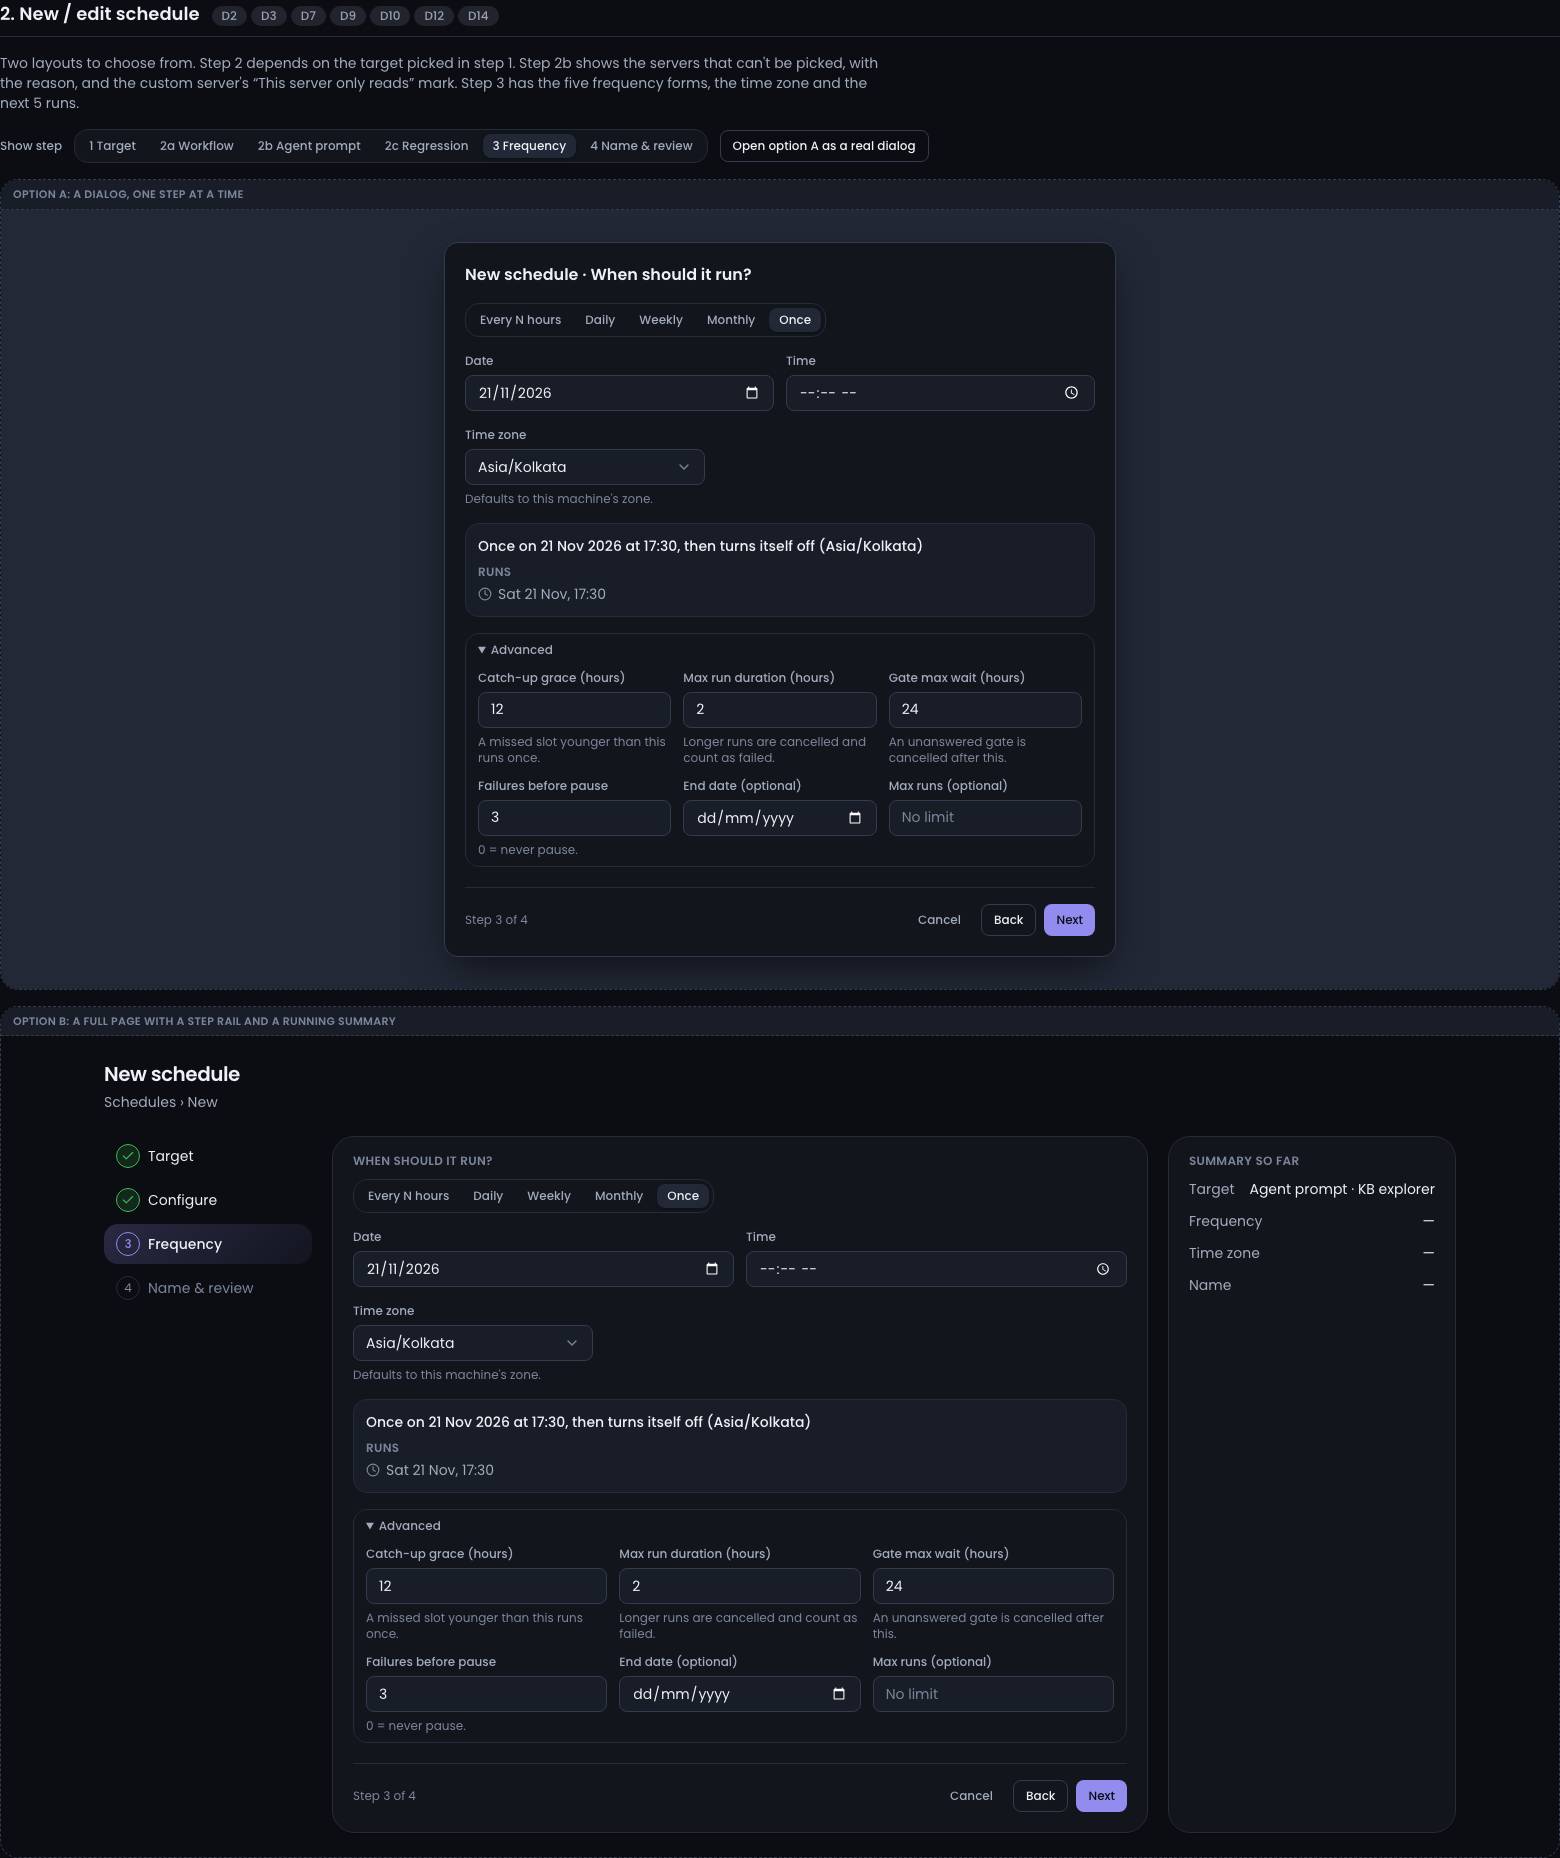 2. New / edit schedule D2 D3 D7 D9 D10 D12 D14
Two layouts to choose from. Step 2 depends on the target picked in step 1. Step 2b shows the servers that can't be picked, with
the reason, and the custom server's “This server only reads” mark. Step 3 has the five frequency forms, the time zone and the
next 5 runs.
Show step 1 Target 2a Workflow 2b Agent prompt 2c Regression 3 Frequency 4 Name & review Open option A as a real dialog
OPTION A: A DIALOG, ONE STEP AT A TIME
New schedule · When should it run?
Every N hours Daily Weekly Monthly Once
Date Time
21/11/2026 --:-- --
Time zone
Asia/Kolkata
Defaults to this machine's zone.
Once on 21 Nov 2026 at 17:30, then turns itself off (Asia/Kolkata)
RUNS
Sat 21 Nov, 17:30
▼ Advanced
Catch-up grace (hours) Max run duration (hours) Gate max wait (hours)
12 2 24
A missed slot younger than this Longer runs are cancelled and An unanswered gate is
runs once. count as failed. cancelled after this.
Failures before pause End date (optional) Max runs (optional)
3 dd/mm/yyyy No limit
0 = never pause.
Step 3 of 4 Cancel Back Next
OPTION B: A FULL PAGE WITH A STEP RAIL AND A RUNNING SUMMARY
New schedule
Schedules › New
Target
Configure
3 Frequency
4 Name & review
WHEN SHOULD IT RUN?
Every N hours Daily Weekly Monthly Once
Date Time
21/11/2026 --:-- --
Time zone
Asia/Kolkata
Defaults to this machine's zone.
Once on 21 Nov 2026 at 17:30, then turns itself off (Asia/Kolkata)
RUNS
Sat 21 Nov, 17:30
▼ Advanced
Catch-up grace (hours) Max run duration (hours) Gate max wait (hours)
12 2 24
A missed slot younger than this runs Longer runs are cancelled and count as An unanswered gate is cancelled after
once. failed. this.
Failures before pause End date (optional) Max runs (optional)
3 dd/mm/yyyy No limit
0 = never pause.
Step 3 of 4 Cancel Back Next
SUMMARY SO FAR
Target Agent prompt · KB explorer
Frequency —
Time zone —
Name —